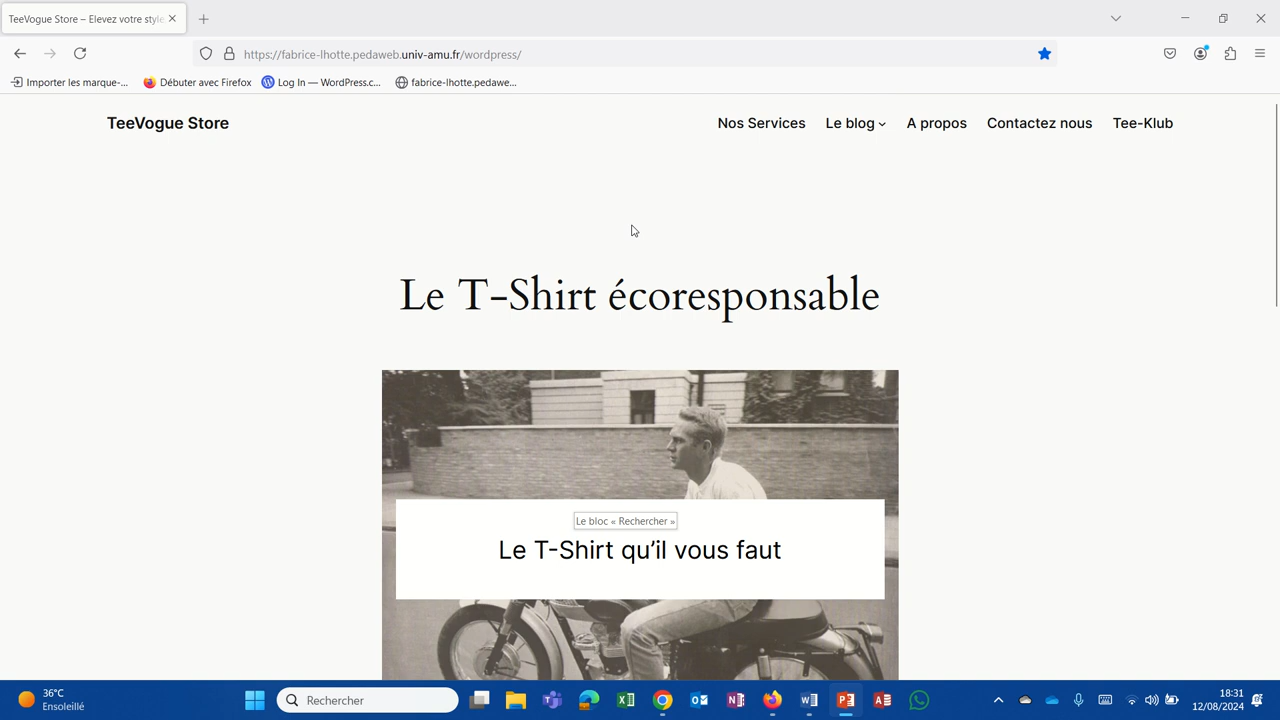 TeeVogue Store – Elevez votre style
https://fabrice-lhotte.pedaweb.univ-amu.fr/wordpress/
Importer les marque-... Débuter avec Firefox Log In — WordPress.c... fabrice-lhotte.pedawe...
TeeVogue Store Nos Services Le blog A propos Contactez nous Tee-Klub
Le T-Shirt écoresponsable
Le bloc « Rechercher »
Le T-Shirt qu’il vous faut
36°C
Ensoleillé
Rechercher
18:31
12/08/2024